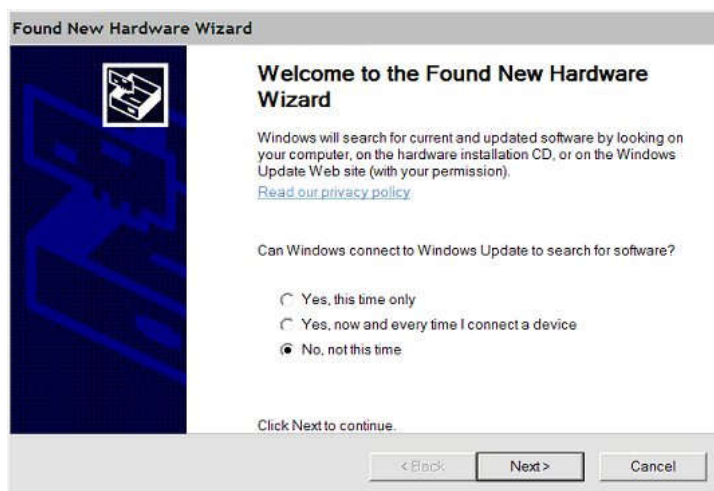 Found New Hardware Wizard
Welcome to the Found New Hardware
Wizard
Windows will search for current and updated software by looking on
your computer, on the hardware installation CD, or on the Windows
Update Web site (with your permission).
Read our privacy policy
Can Windows connect to Windows Update to search for software?
Yes, this time only
Yes, now and every time I connect a device
No, not this time
Click Next to continue.
< Back
Next >
Cancel